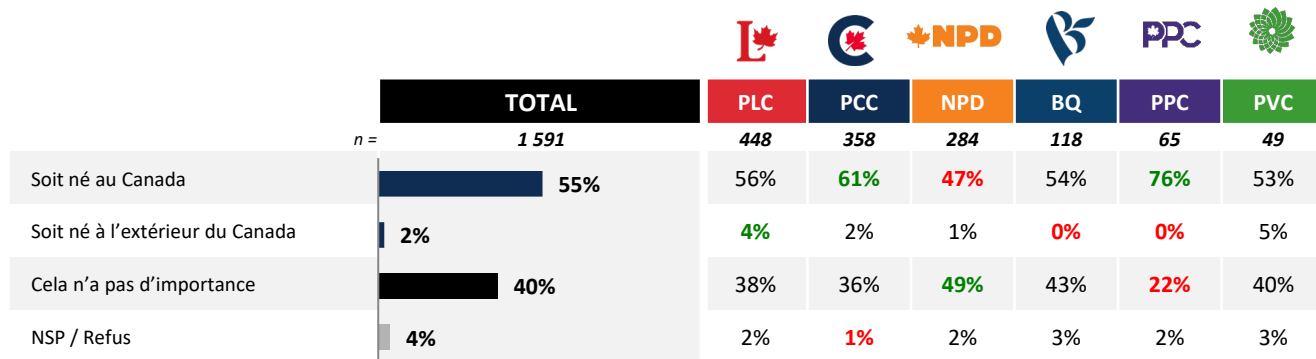 L NPD PPC
TOTAL PLC PCC NPD BQ PPC PVC
n = 1 591 448 358 284 118 65 49
Soit né au Canada 55% 56% 61% 47% 54% 76% 53%
Soit né à l’extérieur du Canada 2% 4% 2% 1% 0% 0% 5%
Cela n’a pas d’importance 40% 38% 36% 49% 43% 22% 40%
NSP / Refus 4% 2% 1% 2% 3% 2% 3%